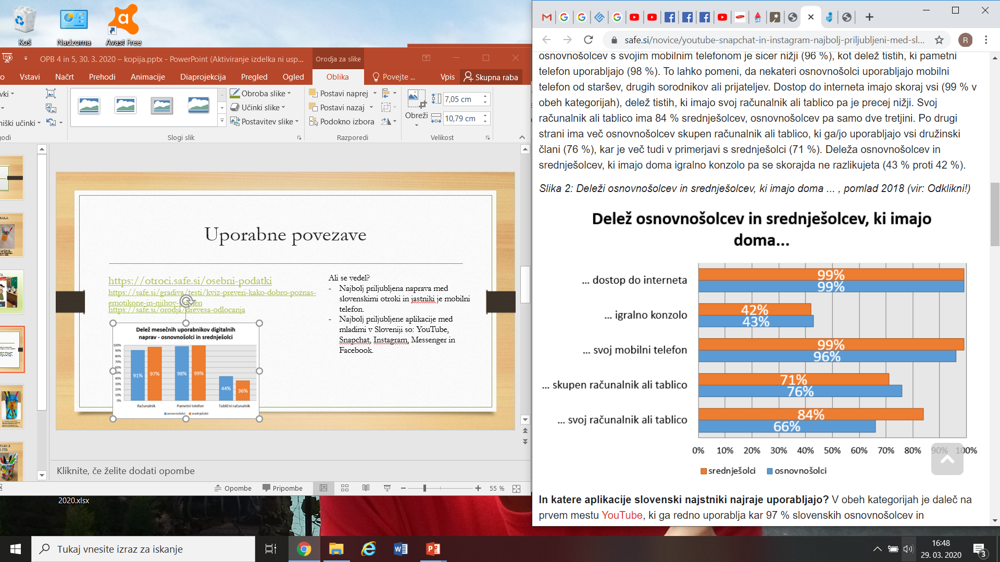 Koš
Nadzorna
Avast Free
OPB 4 in 5, 30. 3. 2020 – kopija.pptx - PowerPoint (Aktiviranje izdelka ni usp...
Orodja za slike
Vstavi
Načrt
Prehodi
Animacije
Diaprojekcija
Pregled
Ogled
Oblika
Povejte ...
Vpis
Skupna raba
Obroba slike
Učinki slike
Postavitev slike
Slogi slik
Postavi naprej
Postavi nazaj
Podokno izbora
Razporedi
Obreži
7,05 cm
10,79 cm
Velikost
Uporabne povezave
https://otroci.safe.si/osebni-podatki
https://safe.si/gradiva/testi/kviz-preveri-kako-dobro-poznas-
emotikone-in-njihov-
https://safe.si/orodja/drevesa-odlocanja
Delež mesečnih uporabnikov digitalnih
naprav - osnovnošolci in srednješolci
100%
90%
80%
70%
60%
50%
40%
30%
20%
10%
0%
91%
97%
98%
99%
44%
36%
Računalnik
Pametni telefon
Tablični računalnik
osnovnošolci
srednješolci
Ali se vedel?
- Najbolj priljubljena naprava med
slovenskimi otroki in jastniki je mobilni
telefon.
- Najbolj priljubljene aplikacije med
mladimi v Sloveniji so: YouTube,
Snapchat, Instagram, Messenger in
Facebook.
Kliknite, če želite dodati opombe
Opombe
Pripombe
55 %
2020.xlsx
safe.si/novice/youtube-snapchat-in-instagram-najbolj-priljubljeni-med-sl...
R
osnovnošolcev s svojim mobilnim telefonom je sicer nižji (96 %), kot delež tistih, ki pametni
telefon uporabljajo (98 %). To lahko pomeni, da nekateri osnovnošolci uporabljajo mobilni
telefon od staršev, drugih sorodnikov ali prijateljev. Dostop do interneta imajo skoraj vsi (99 % v
obeh kategorijah), delež tistih, ki imajo svoj računalnik ali tablico pa je precej nižji. Svoj
računalnik ali tablico ima 84 % srednješolcev, osnovnošolcev pa samo dve tretjini. Po drugi
strani ima več osnovnošolcev skupen računalnik ali tablico, ki ga/jo uporabljajo vsi družinski
člani (76 %), kar je več tudi v primerjavi s srednješolci (71 %). Deleža osnovnošolcev in
srednješolcev, ki imajo doma igralno konzolo pa se skorajda ne razlikujeta (43 % proti 42 %).
Slika 2: Deleži osnovnošolcev in srednješolcev, ki imajo doma ... , pomlad 2018 (vir: Odklikni!)
Delež osnovnošolcev in srednješolcev, ki imajo
doma...
... dostop do interneta
99%
99%
... igralno konzolo
42%
43%
... svoj mobilni telefon
99%
96%
... skupen računalnik ali tablico
71%
76%
... svoj računalnik ali tablico
84%
66%
0% 10% 20% 30% 40% 50% 60% 70% 80% 90% 100%
srednješolci
osnovnošolci
In katere aplikacije slovenski najstniki najraje uporabljajo? V obeh kategorijah je daleč na
prvem mestu YouTube, ki ga redno uporablja kar 97 % slovenskih osnovnošolcev in
Tukaj vnesite izraz za iskanje
16:48
29. 03. 2020
3